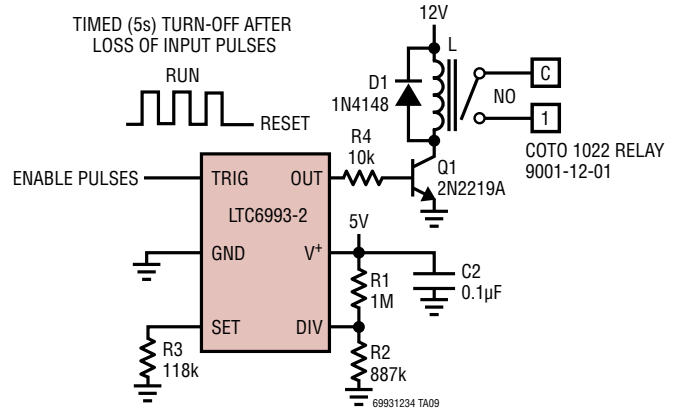 TIMED (5s) TURN-OFF AFTER
LOSS OF INPUT PULSES
RUN
RESET
12V
L
D1
1N4148
NO
C
1
COTO 1022 RELAY
9001-12-01
R4
10k
Q1
2N2219A
ENABLE PULSES
TRIG
OUT
LTC6993-2
GND
V+
SET
DIV
5V
R1
1M
C2
0.1µF
R3
118k
R2
887k
69931234 TA09